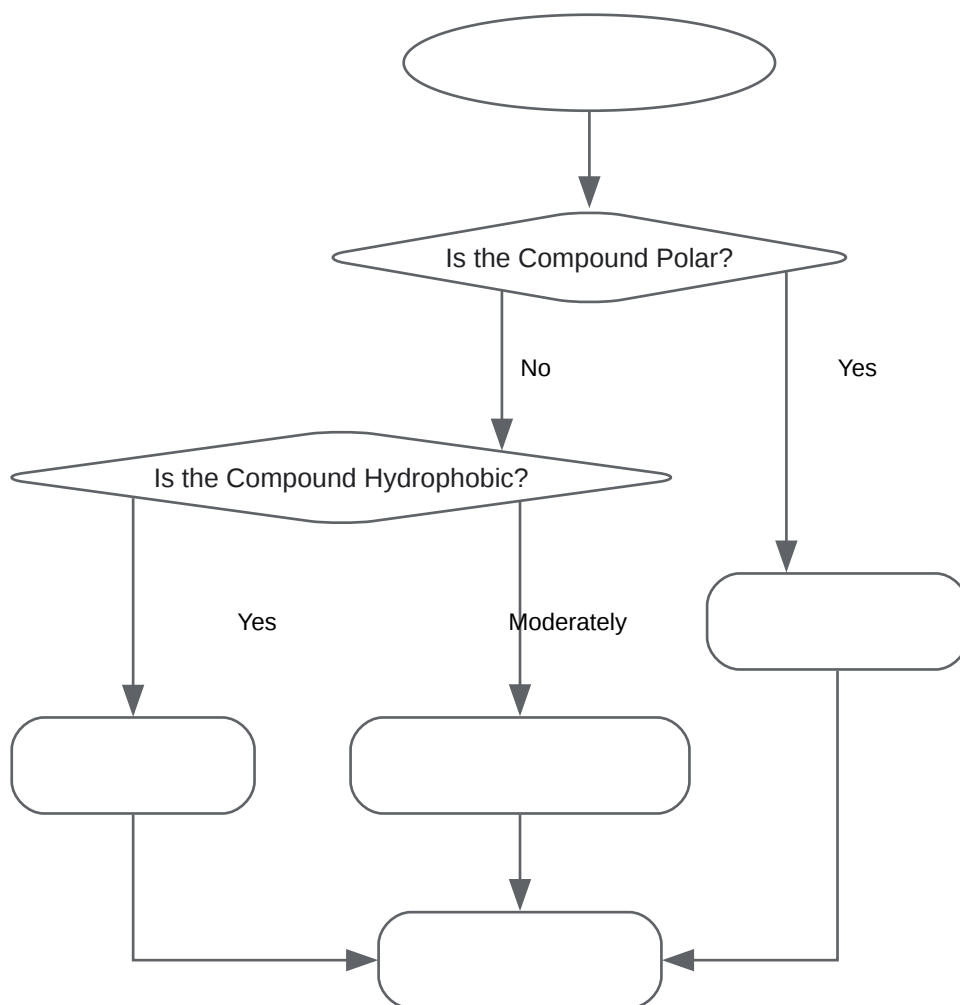 Is the Compound Polar?
No
Yes
Is the Compound Hydrophobic?
Yes
Moderately